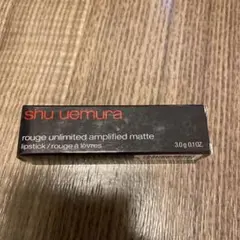 shu uemura
rouge unlimited amplified matte
lipstick / rouge à lèvres 3.0 g 0.1 OZ.